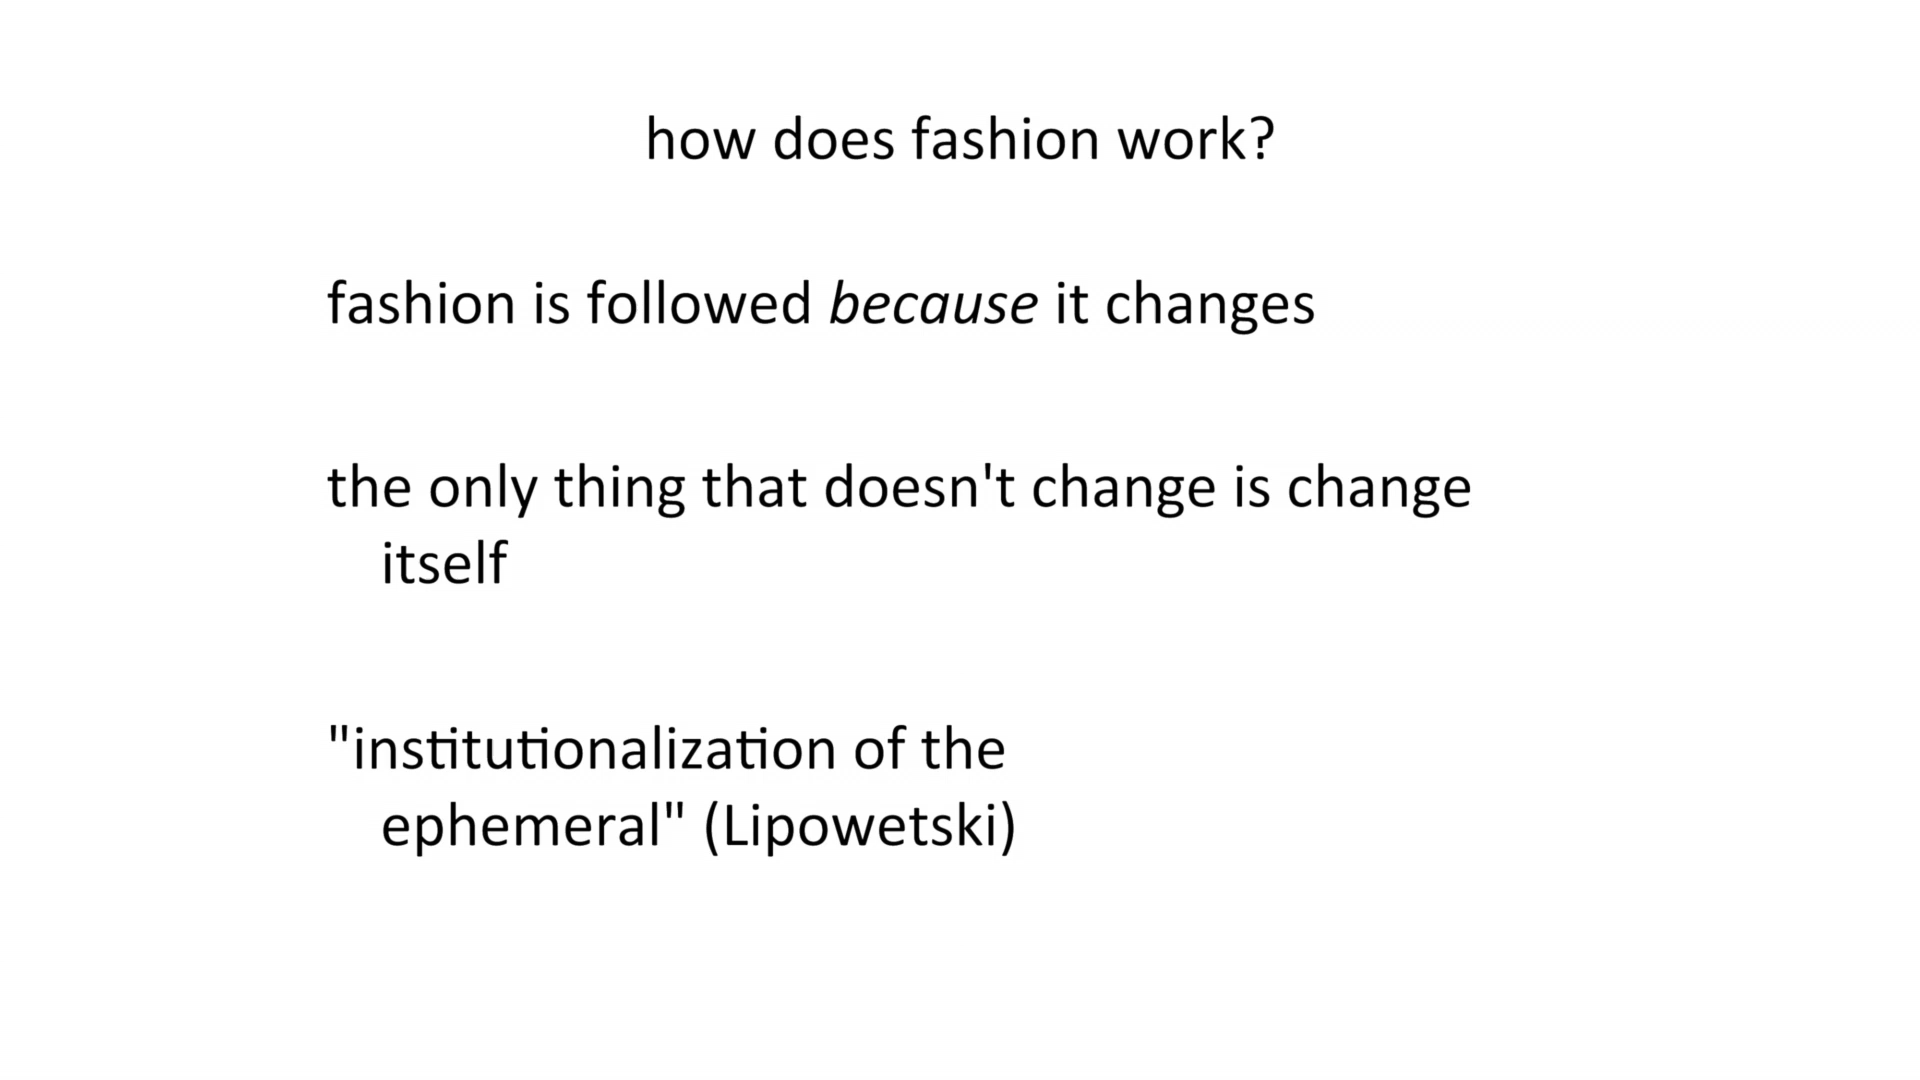 how does fashion work?
fashion is followed because it changes
the only thing that doesn't change is change
itself
"institutionalization of the
ephemeral" (Lipowetski)